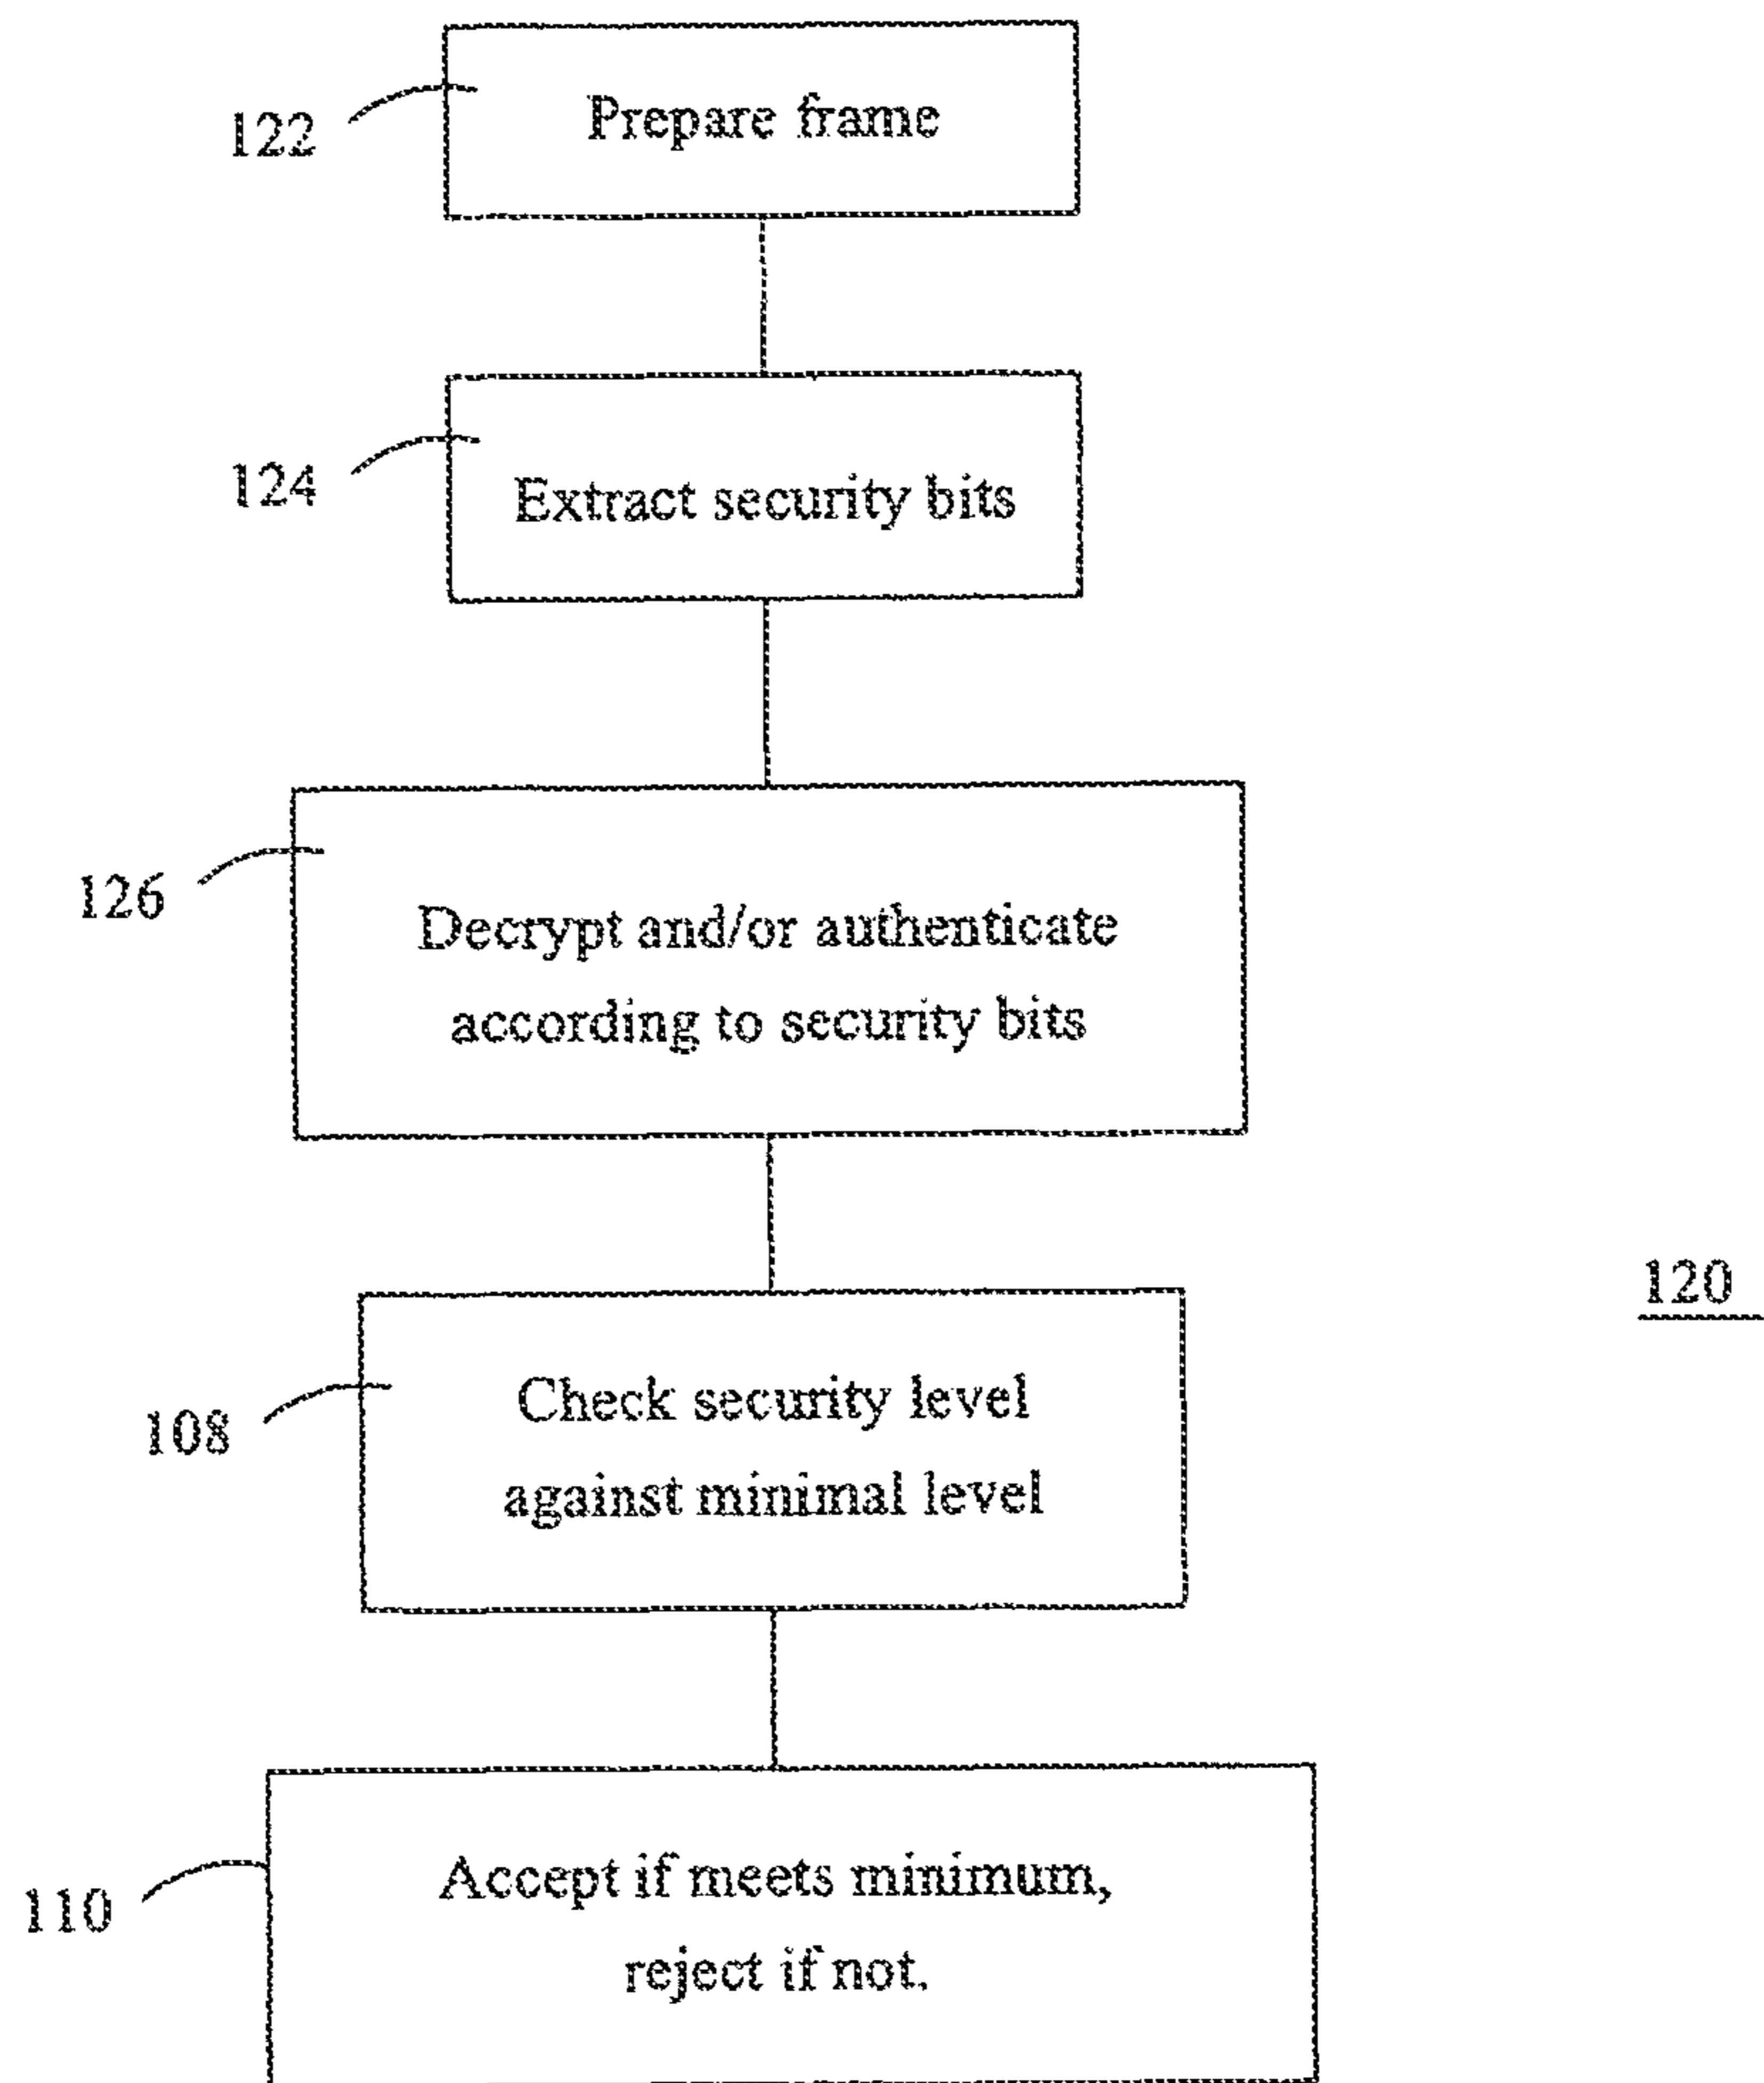 122
Prepare frame
124
Extract security bits
126
Decrypt and/or authenticate
according to security bits
120
108
Check security level
against minimal level
110
Accept if meets minimum,
reject if not.